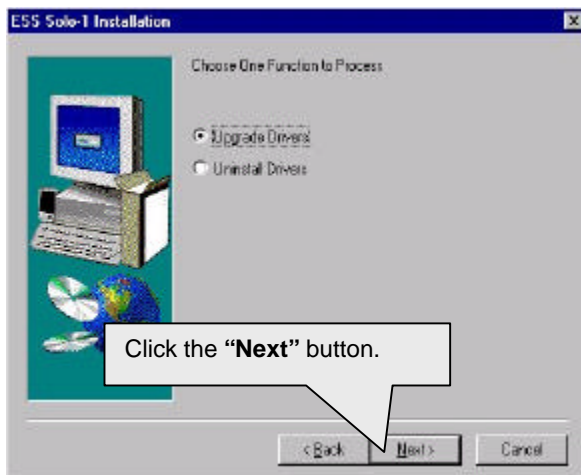 ESS Solo-1 Installation
Choose One Function to Process
Upgrade Drivers
Uninstall Drivers
Click the “Next” button.
< Back
Next >
Cancel